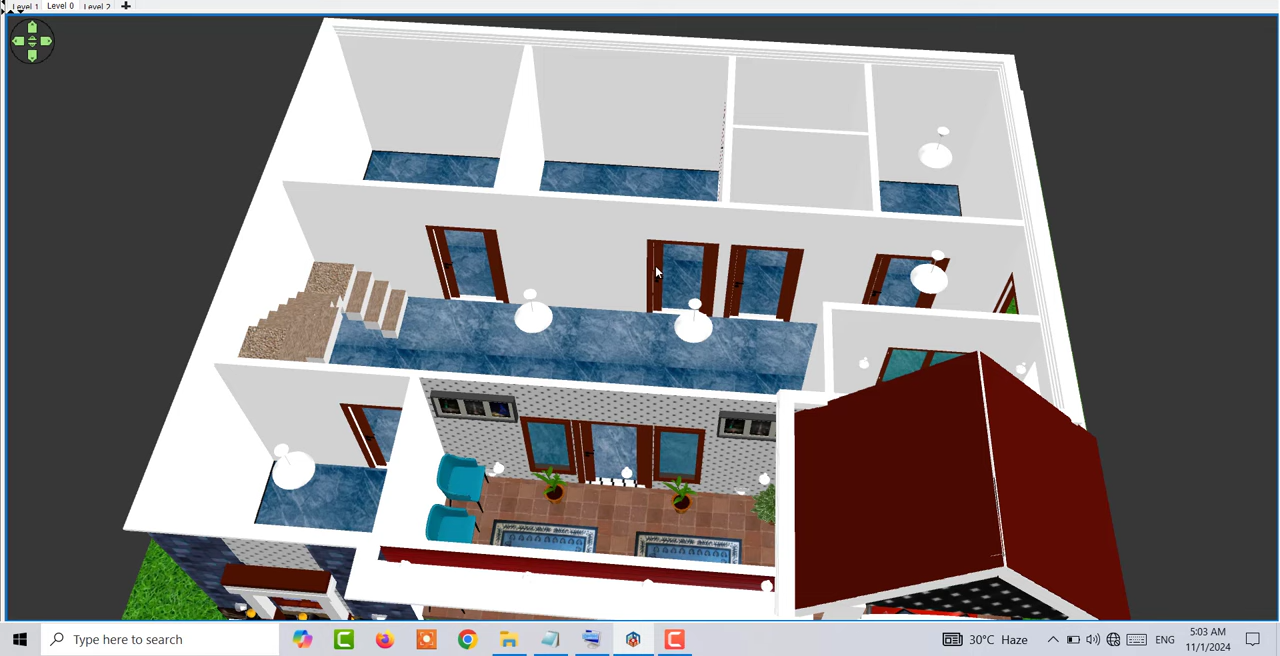 Level 1 Level 0 Level 2
Type here to search
30°C Haze
ENG
5:03 AM
11/1/2024